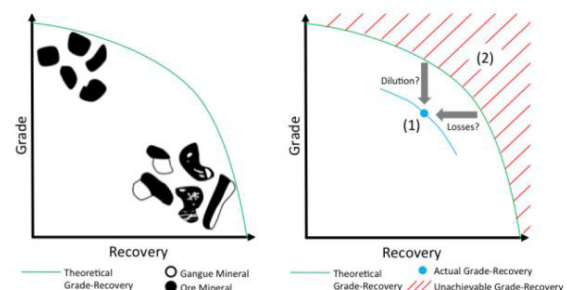 Grade
Recovery
Theoretical
Grade-Recovery
Gangue Mineral
Ore Mineral
Grade
(2)
Dilution?
(1)
Losses?
Recovery
Theoretical
Grade-Recovery
Actual Grade-Recovery
Unachievable Grade-Recovery